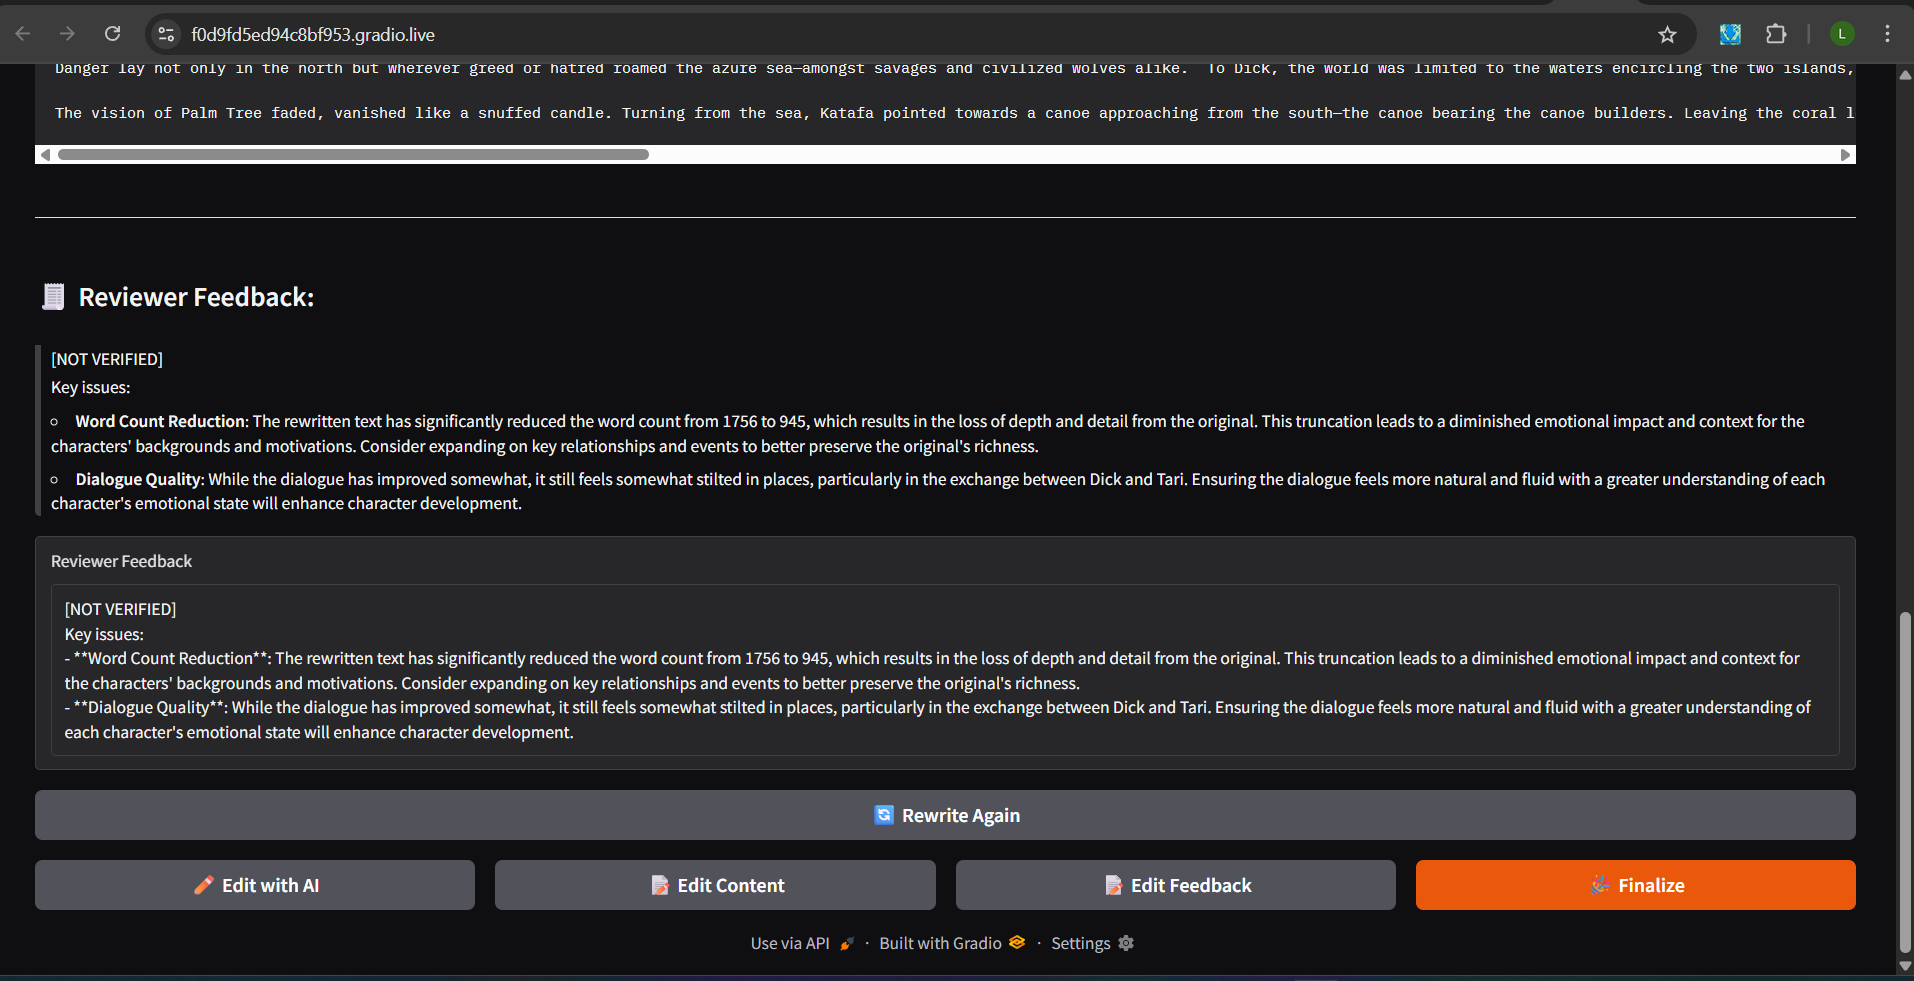 f0d9fd5ed94c8bf953.gradio.live
L
Danger lay not only in the north but wherever greed or hatred roamed the azure sea—amongst savages and civilized wolves alike.  To Dick, the world was limited to the waters encircling the two islands,
The vision of Palm Tree faded, vanished like a snuffed candle. Turning from the sea, Katafa pointed towards a canoe approaching from the south—the canoe bearing the canoe builders. Leaving the coral l
Reviewer Feedback:
[NOT VERIFIED]
Key issues:
Word Count Reduction: The rewritten text has significantly reduced the word count from 1756 to 945, which results in the loss of depth and detail from the original. This truncation leads to a diminished emotional impact and context for the
characters' backgrounds and motivations. Consider expanding on key relationships and events to better preserve the original's richness.
Dialogue Quality: While the dialogue has improved somewhat, it still feels somewhat stilted in places, particularly in the exchange between Dick and Tari. Ensuring the dialogue feels more natural and fluid with a greater understanding of each
character's emotional state will enhance character development.
Reviewer Feedback
[NOT VERIFIED]
Key issues:
- **Word Count Reduction**: The rewritten text has significantly reduced the word count from 1756 to 945, which results in the loss of depth and detail from the original. This truncation leads to a diminished emotional impact and context for
the characters' backgrounds and motivations. Consider expanding on key relationships and events to better preserve the original's richness.
- **Dialogue Quality**: While the dialogue has improved somewhat, it still feels somewhat stilted in places, particularly in the exchange between Dick and Tari. Ensuring the dialogue feels more natural and fluid with a greater understanding of
each character's emotional state will enhance character development.
Rewrite Again
Edit with AI
Edit Content
Edit Feedback
Finalize
Use via API · Built with Gradio · Settings